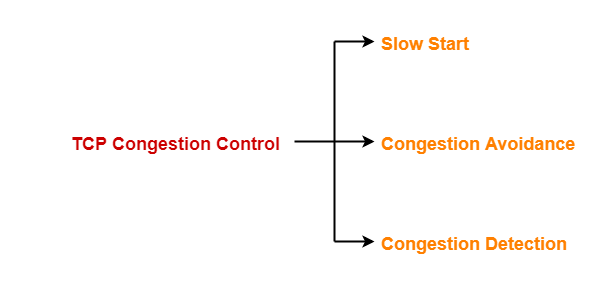 Slow Start
TCP Congestion Control
Congestion Avoidance
Congestion Detection